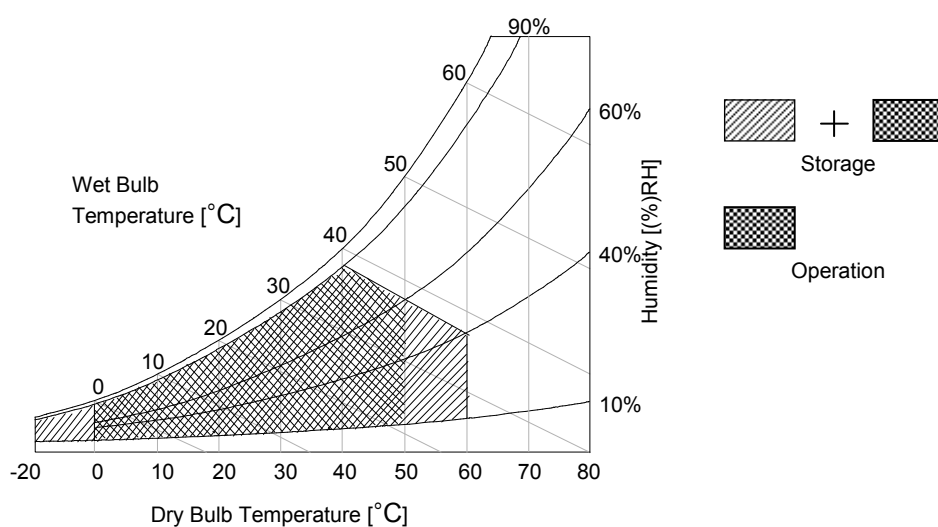 90%
60
60%
50
Wet Bulb
Temperature [°C]
Humidity [(%)RH]
40
40%
30
20
10
0
10%
-20 0 10 20 30 40 50 60 70 80
Dry Bulb Temperature [°C]
+
Storage
Operation